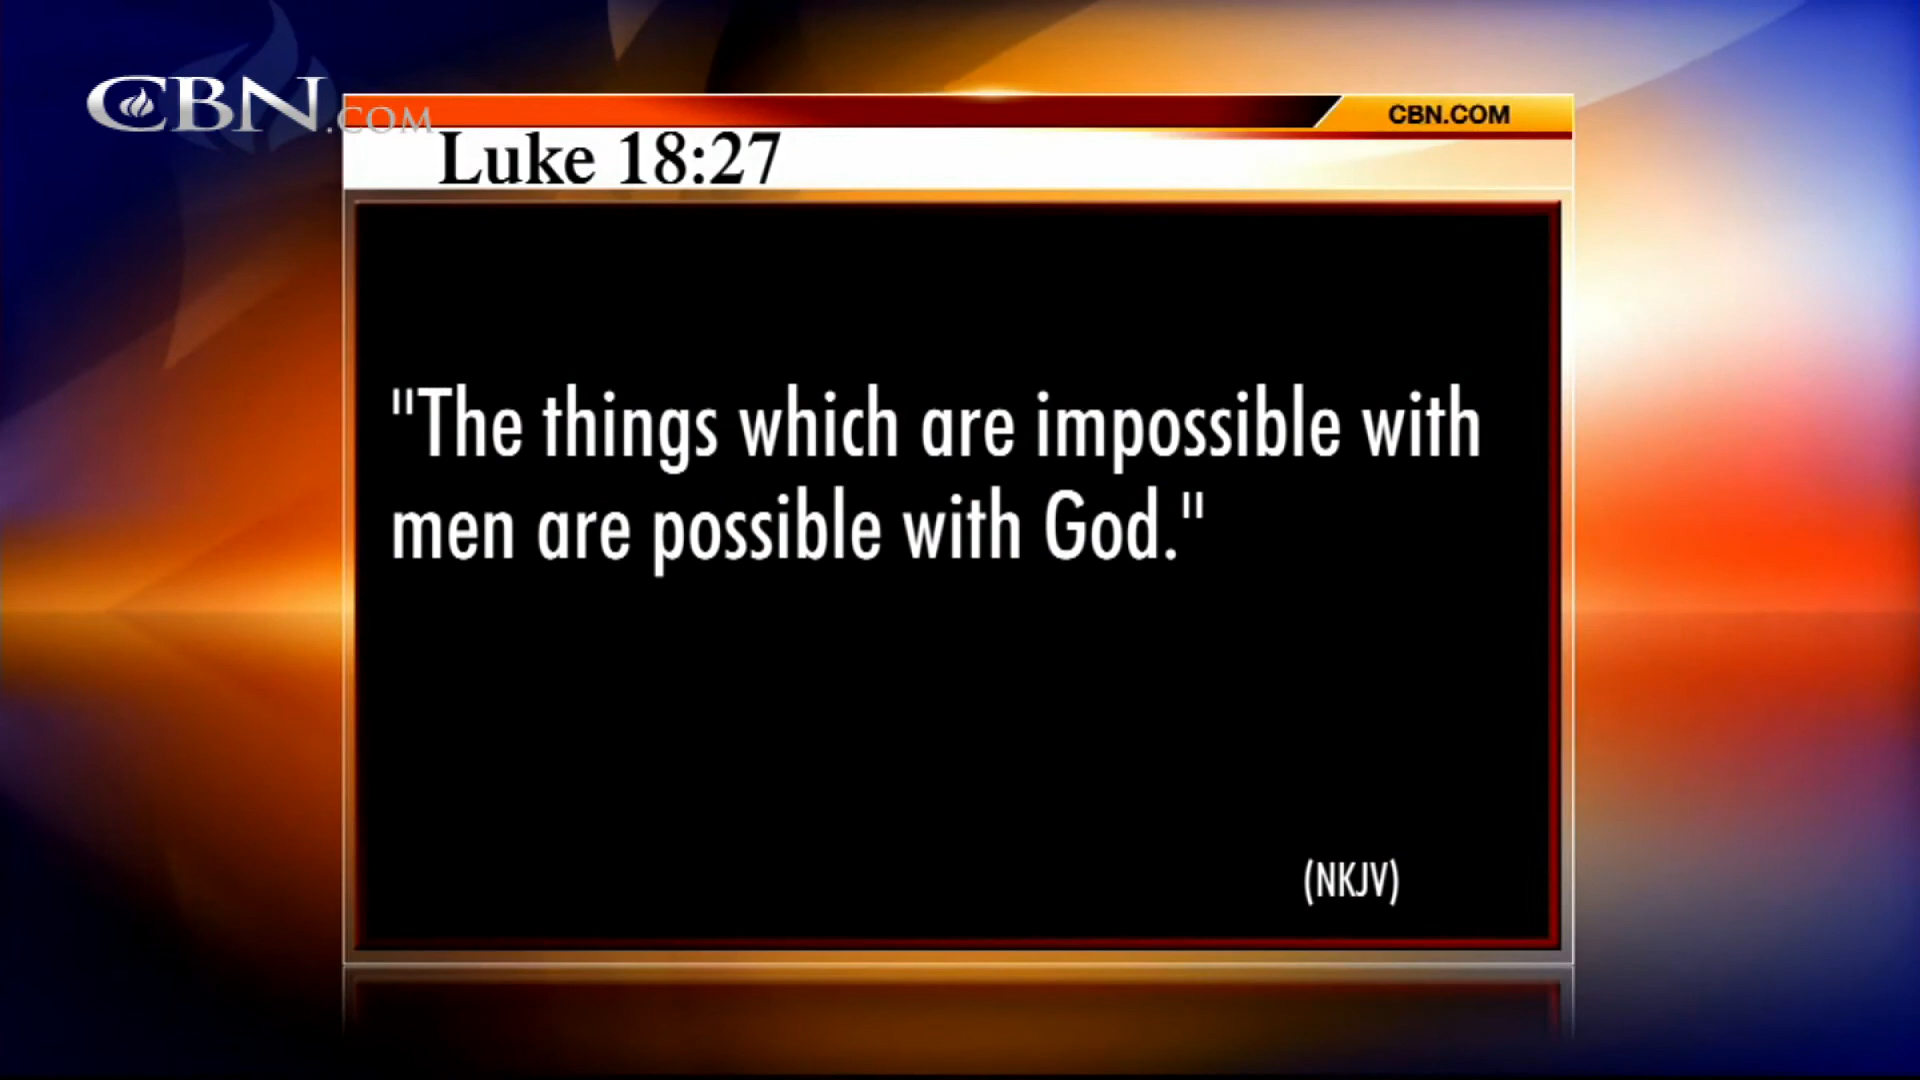 CBN.COM
CBN.COM
Luke 18:27
"The things which are impossible with
men are possible with God."
(NKJV)